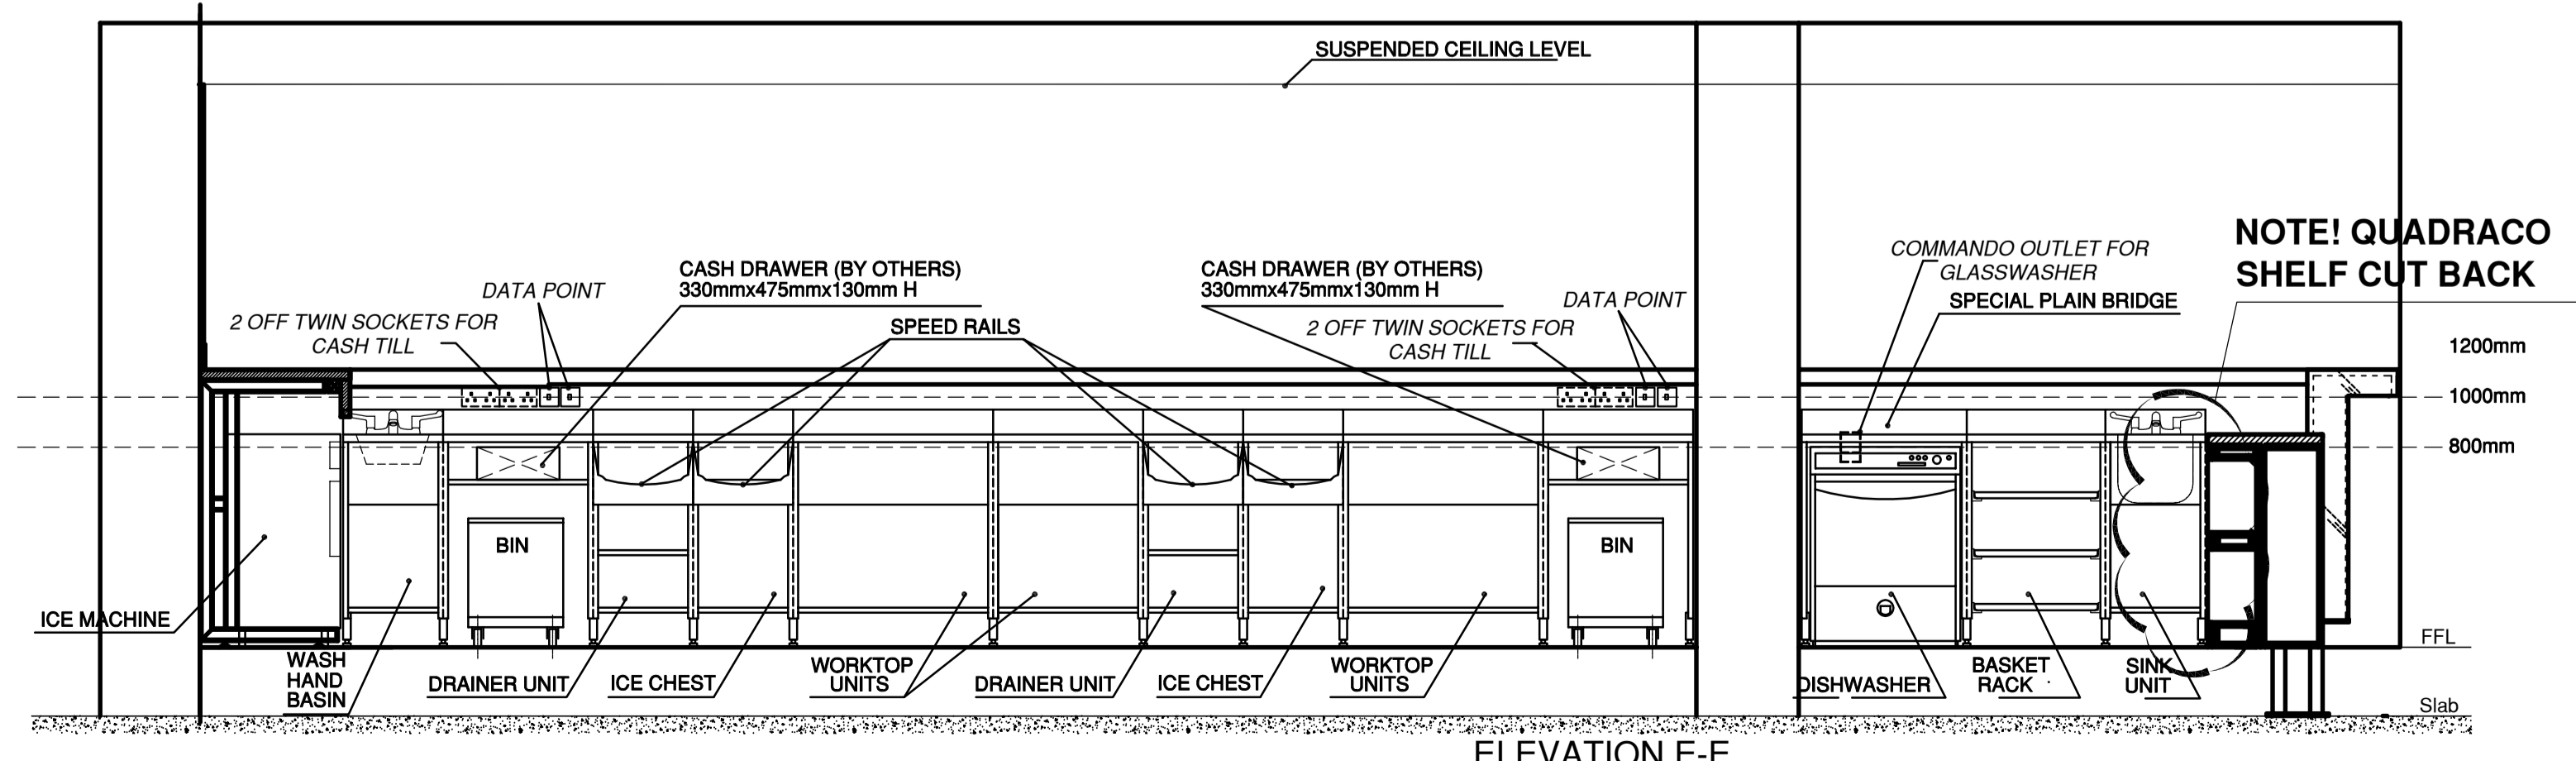 SUSPENDED CEILING LEVEL
NOTE! QUADRACO
SHELF CUT BACK
COMMANDO OUTLET FOR
GLASSWASHER
SPECIAL PLAIN BRIDGE
CASH DRAWER (BY OTHERS)
330mmx475mmx130mm H
CASH DRAWER (BY OTHERS)
330mmx475mmx130mm H
DATA POINT
DATA POINT
2 OFF TWIN SOCKETS FOR
CASH TILL
SPEED RAILS
2 OFF TWIN SOCKETS FOR
CASH TILL
1200mm
1000mm
800mm
BIN
BIN
ICE MACHINE
FFL
WASH
HAND
BASIN
DRAINER UNIT
ICE CHEST
WORKTOP
UNITS
DRAINER UNIT
ICE CHEST
WORKTOP
UNITS
DISHWASHER
BASKET
RACK
SINK
UNIT
Slab
ELEVATION E-E